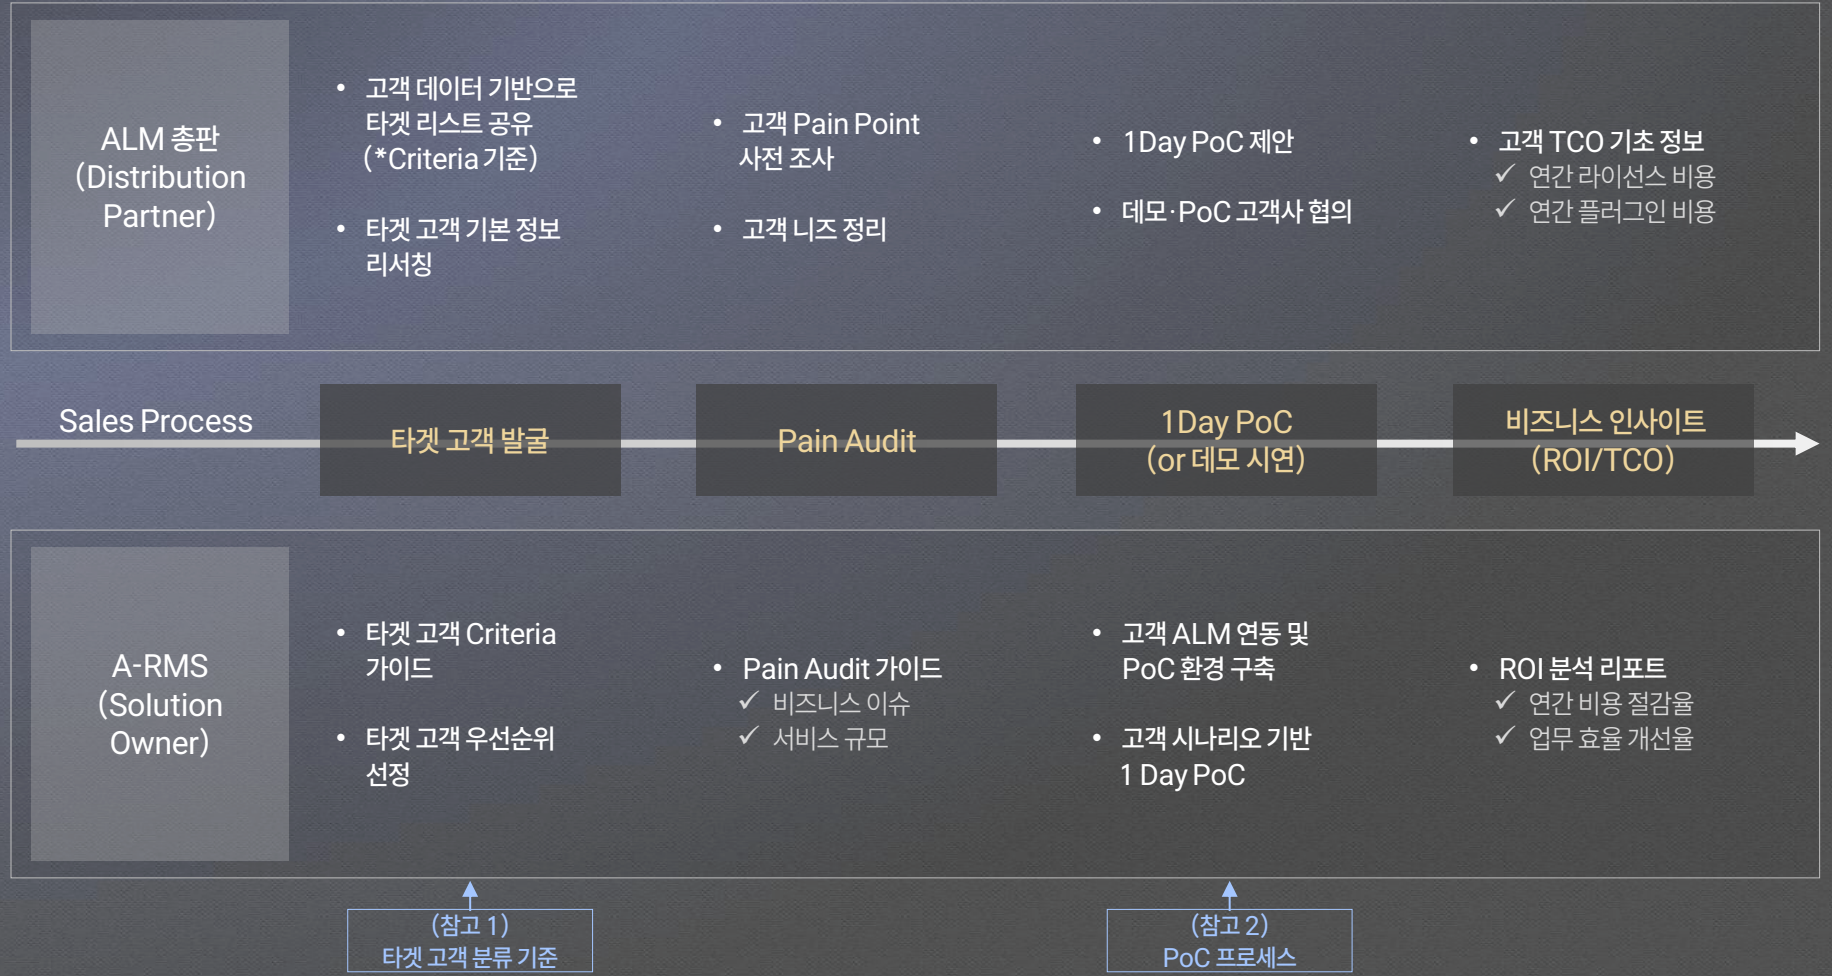 ALM 총판
(Distribution
Partner)
• 고객 데이터 기반으로
타겟 리스트 공유
(*Criteria 기준)
• 타겟 고객 기본 정보
리서칭
• 고객 Pain Point
사전 조사
• 고객 니즈 정리
• 1Day PoC 제안
• 데모·PoC 고객사 협의
• 고객 TCO 기초 정보
✓ 연간 라이선스 비용
✓ 연간 플러그인 비용
Sales Process
타겟 고객 발굴
Pain Audit
1Day PoC
(or 데모 시연)
비즈니스 인사이트
(ROI/TCO)
A-RMS
(Solution
Owner)
• 타겟 고객 Criteria
가이드
• 타겟 고객 우선순위
선정
• Pain Audit 가이드
✓ 비즈니스 이슈
✓ 서비스 규모
• 고객 ALM 연동 및
PoC 환경 구축
• 고객 시나리오 기반
1 Day PoC
• ROI 분석 리포트
✓ 연간 비용 절감율
✓ 업무 효율 개선율
(참고 1)
타겟 고객 분류 기준
(참고 2)
PoC 프로세스